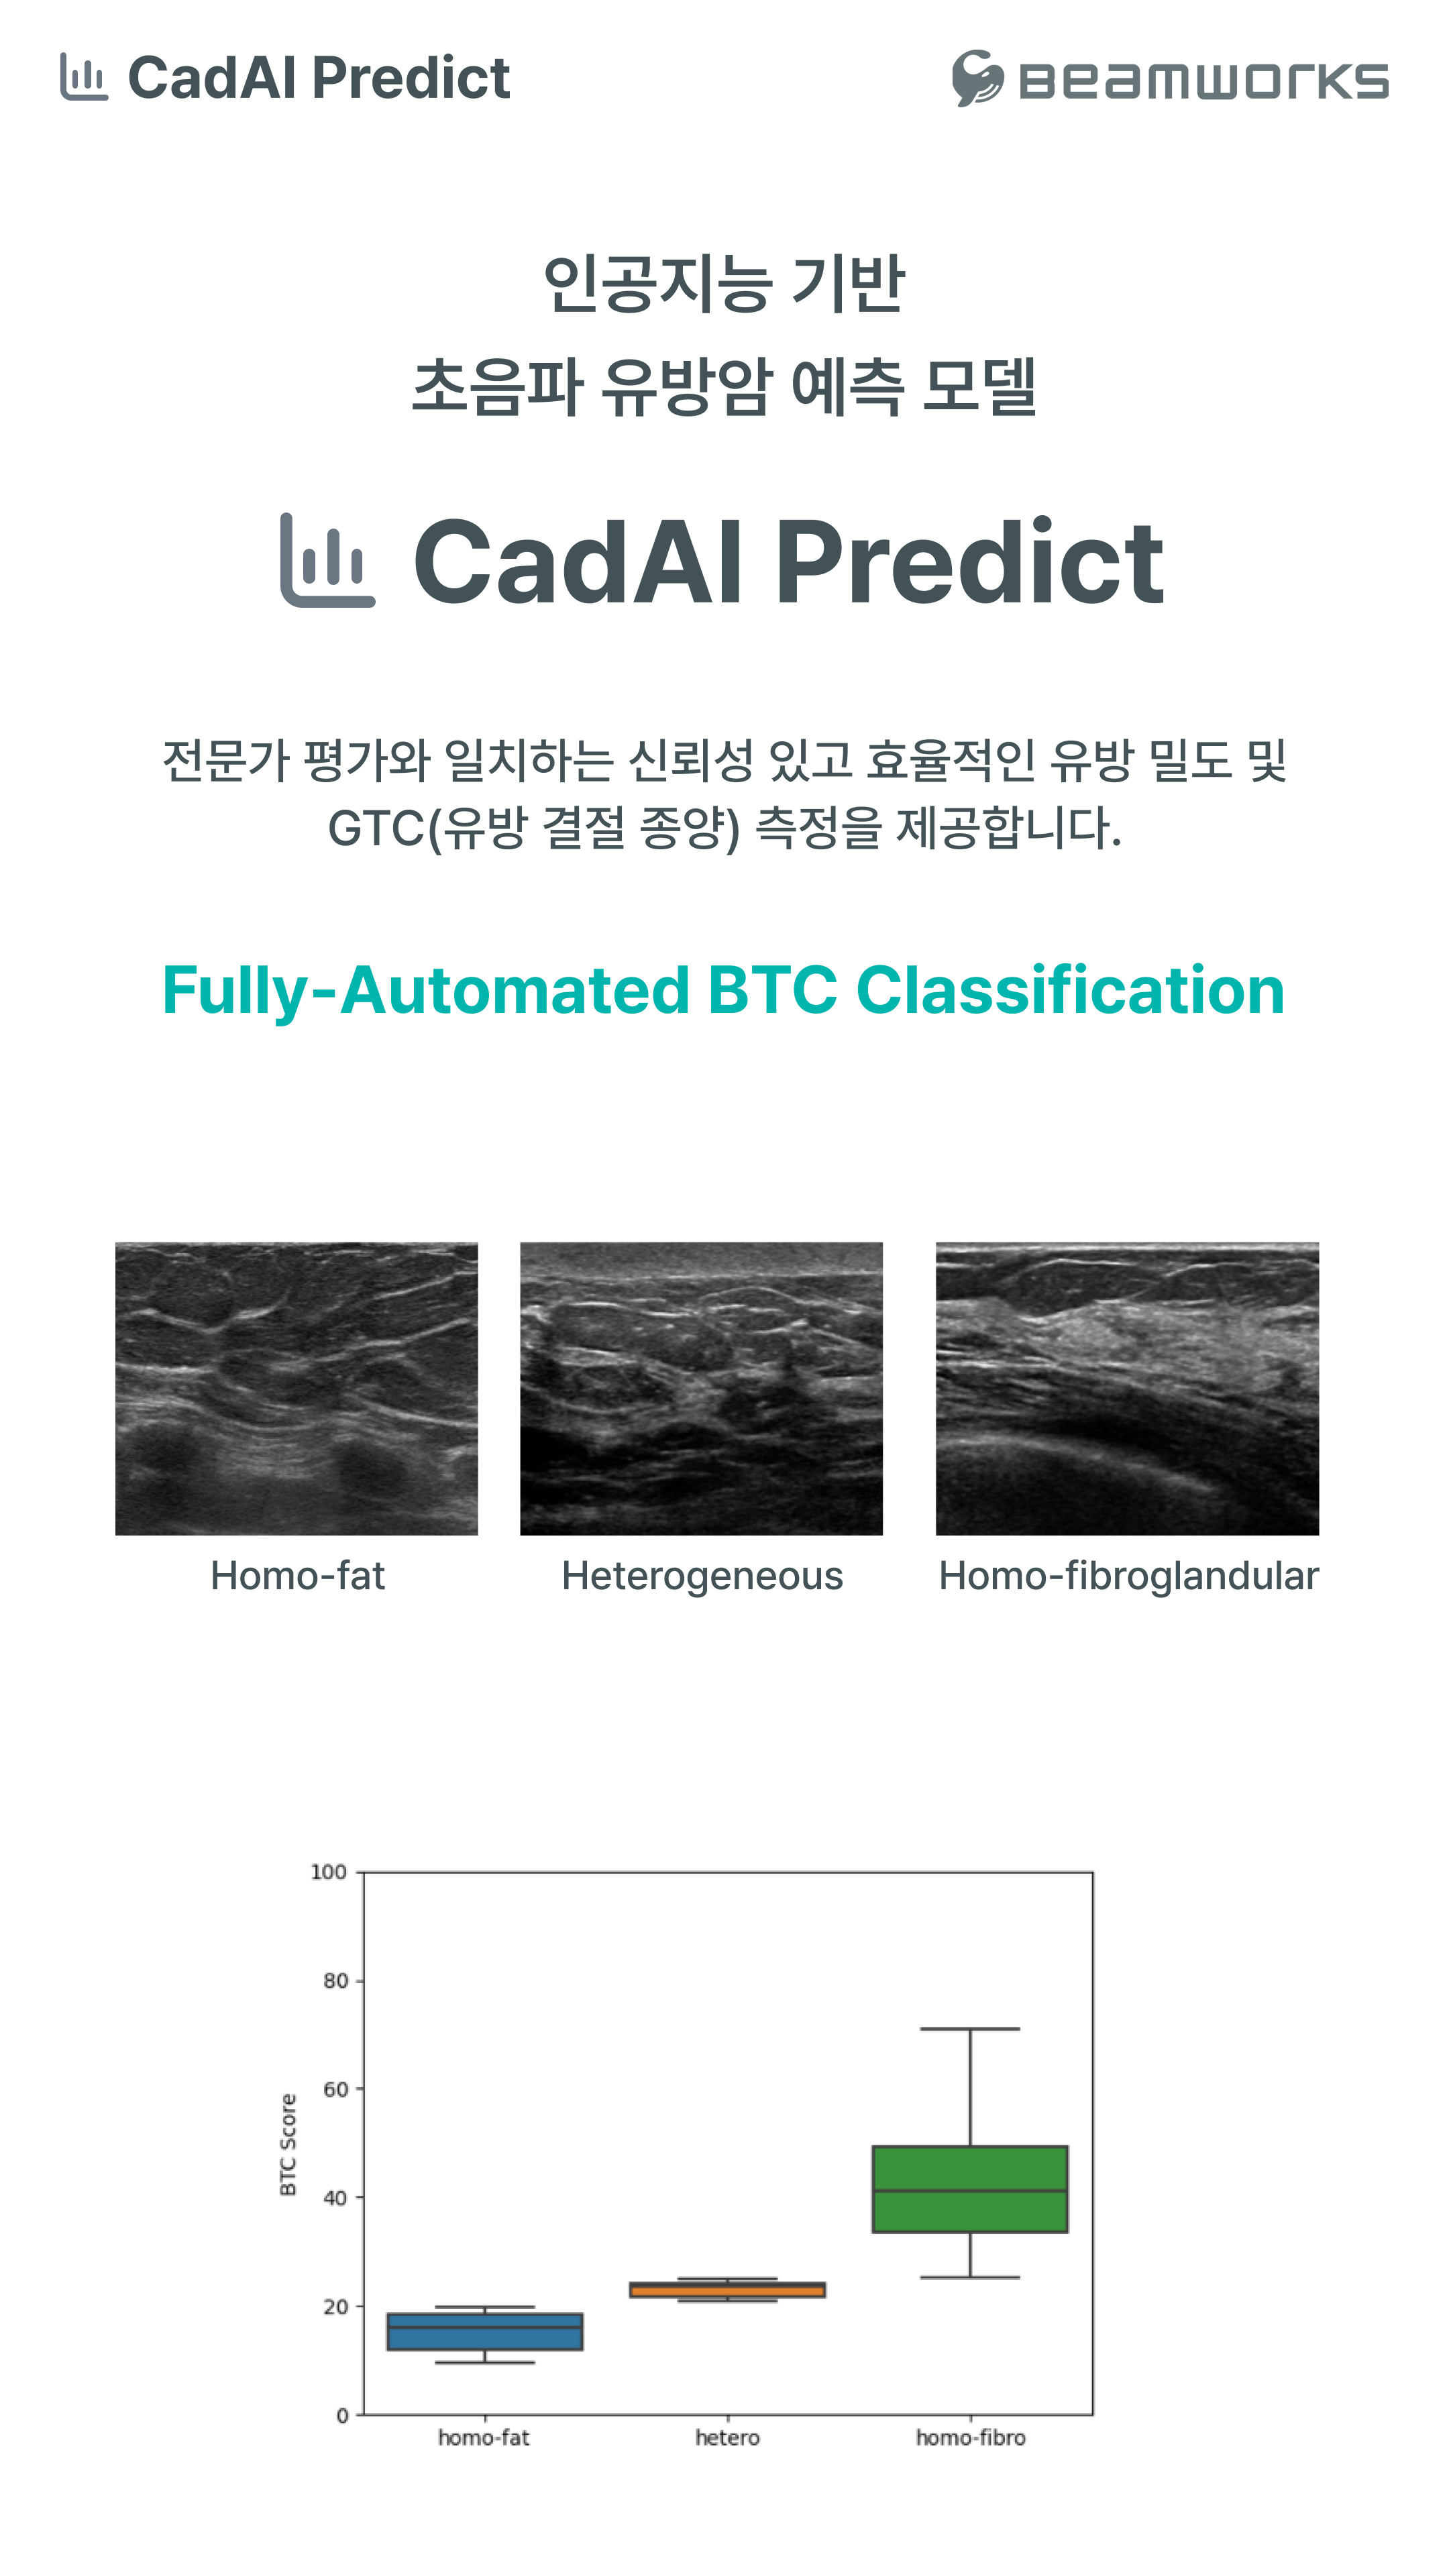 CadAI Predict
BEAMWORKS
인공지능 기반
초음파 유방암 예측 모델
CadAI Predict
전문가 평가와 일치하는 신뢰성 있고 효율적인 유방 밀도 및
GTC(유방 결절 종양) 측정을 제공합니다.
Fully-Automated BTC Classification
Homo-fat
Heterogeneous
Homo-fibroglandular
100
80
60
40
20
0
BTC Score
homo-fat
hetero
homo-fibro